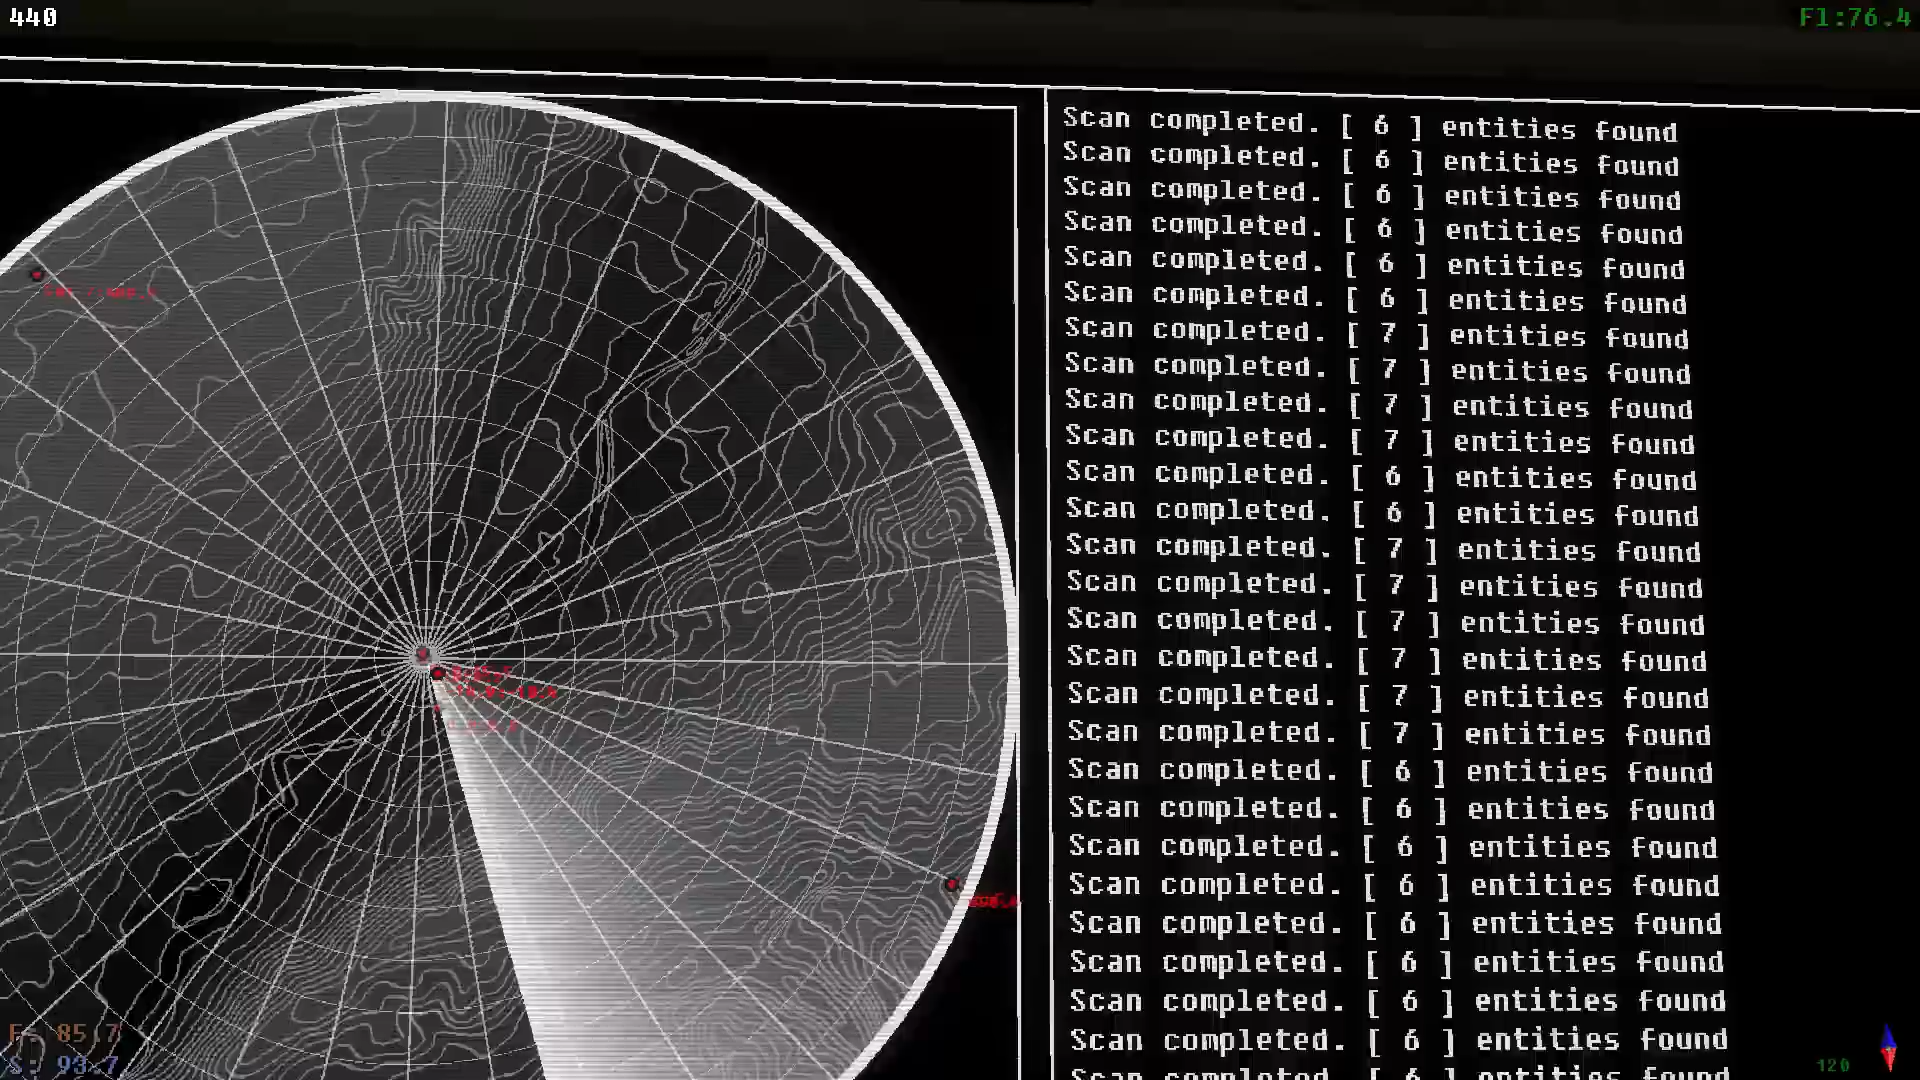 440
F1:76.4
Scan completed. [ 6 ] entities found
Scan completed. [ 6 ] entities found
Scan completed. [ 6 ] entities found
Scan completed. [ 6 ] entities found
Scan completed. [ 6 ] entities found
Scan completed. [ 6 ] entities found
Scan completed. [ 7 ] entities found
Scan completed. [ 7 ] entities found
Scan completed. [ 7 ] entities found
Scan completed. [ 7 ] entities found
Scan completed. [ 6 ] entities found
Scan completed. [ 6 ] entities found
Scan completed. [ 7 ] entities found
Scan completed. [ 7 ] entities found
Scan completed. [ 7 ] entities found
Scan completed. [ 7 ] entities found
Scan completed. [ 7 ] entities found
Scan completed. [ 7 ] entities found
Scan completed. [ 6 ] entities found
Scan completed. [ 6 ] entities found
Scan completed. [ 6 ] entities found
Scan completed. [ 6 ] entities found
Scan completed. [ 6 ] entities found
Scan completed. [ 6 ] entities found
Scan completed. [ 6 ] entities found
Scan completed. [ 6 ] entities found
Scan completed. [ 6 ] entities found
F: 85.7
S: 93.7
120